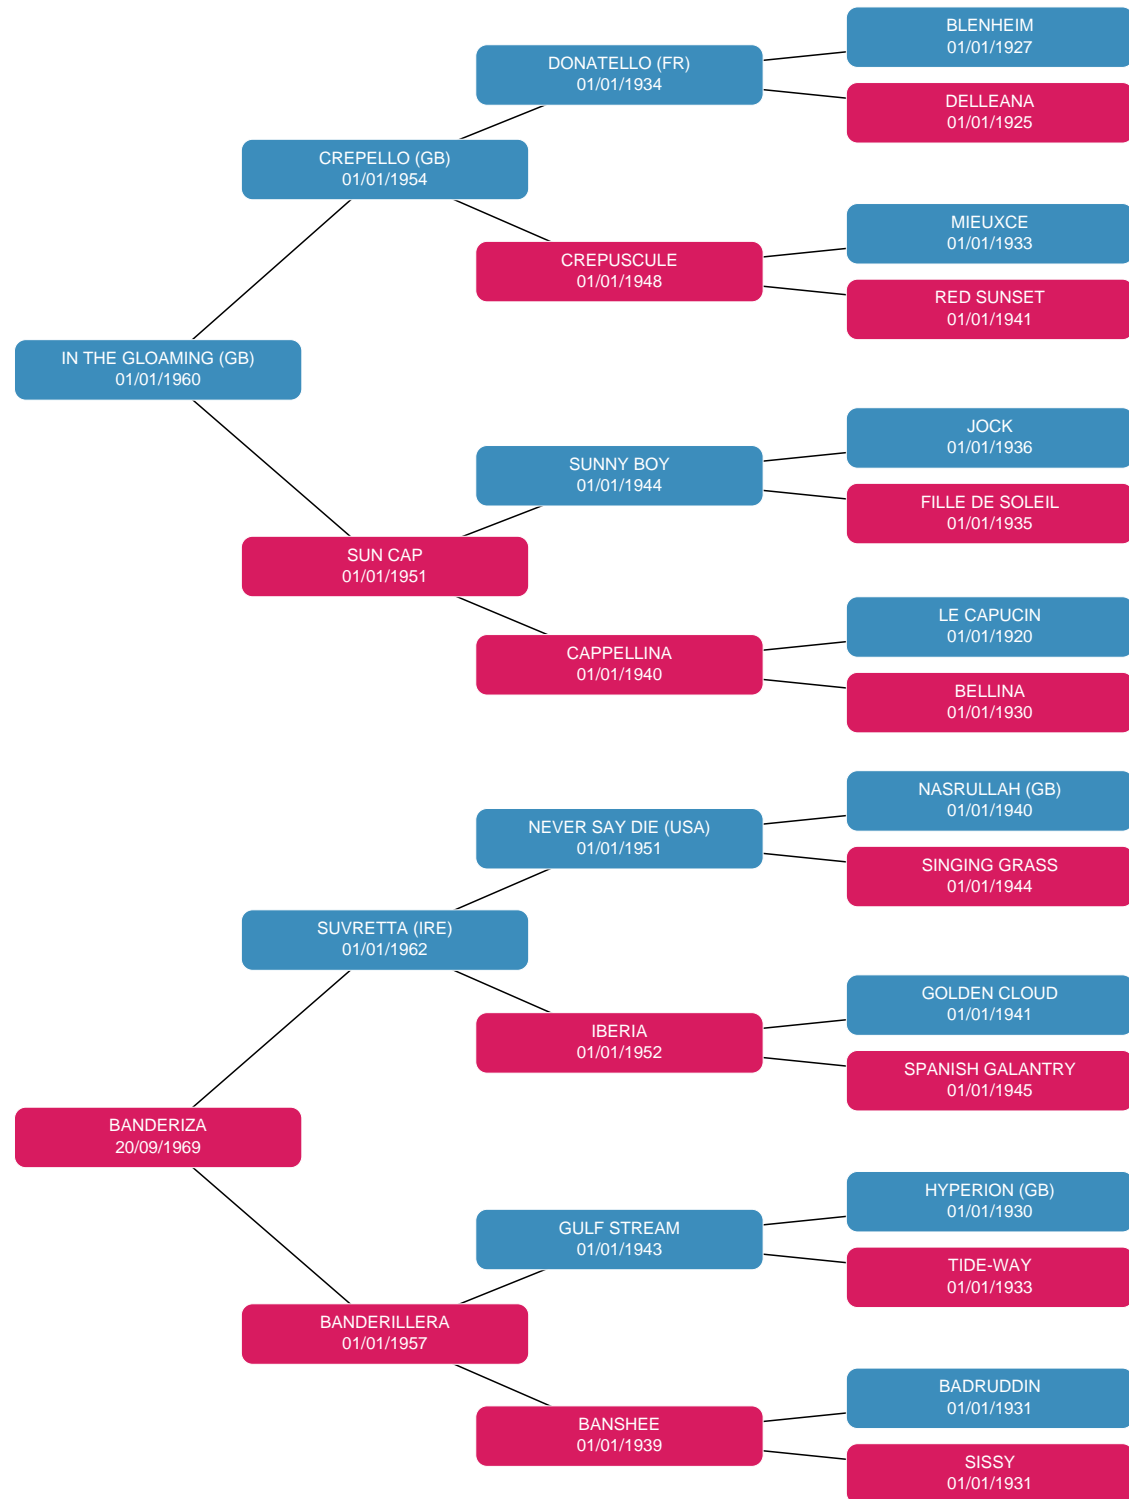 BLENHEIM
01/01/1927
DONATELLO (FR)
01/01/1934
DELLEANA
01/01/1925
CREPELLO (GB)
01/01/1954
MIEUXCE
01/01/1933
CREPUSCULE
01/01/1948
RED SUNSET
01/01/1941
IN THE GLOAMING (GB)
01/01/1960
JOCK
01/01/1936
SUNNY BOY
01/01/1944
FILLE DE SOLEIL
01/01/1935
SUN CAP
01/01/1951
LE CAPUCIN
01/01/1920
CAPPELLINA
01/01/1940
BELLINA
01/01/1930
NASRULLAH (GB)
01/01/1940
NEVER SAY DIE (USA)
01/01/1951
SINGING GRASS
01/01/1944
SUVRETTA (IRE)
01/01/1962
GOLDEN CLOUD
01/01/1941
IBERIA
01/01/1952
SPANISH GALANTRY
01/01/1945
BANDERIZA
20/09/1969
HYPERION (GB)
01/01/1930
GULF STREAM
01/01/1943
TIDE-WAY
01/01/1933
BANDERILLERA
01/01/1957
BADRUDDIN
01/01/1931
BANSHEE
01/01/1939
SISSY
01/01/1931